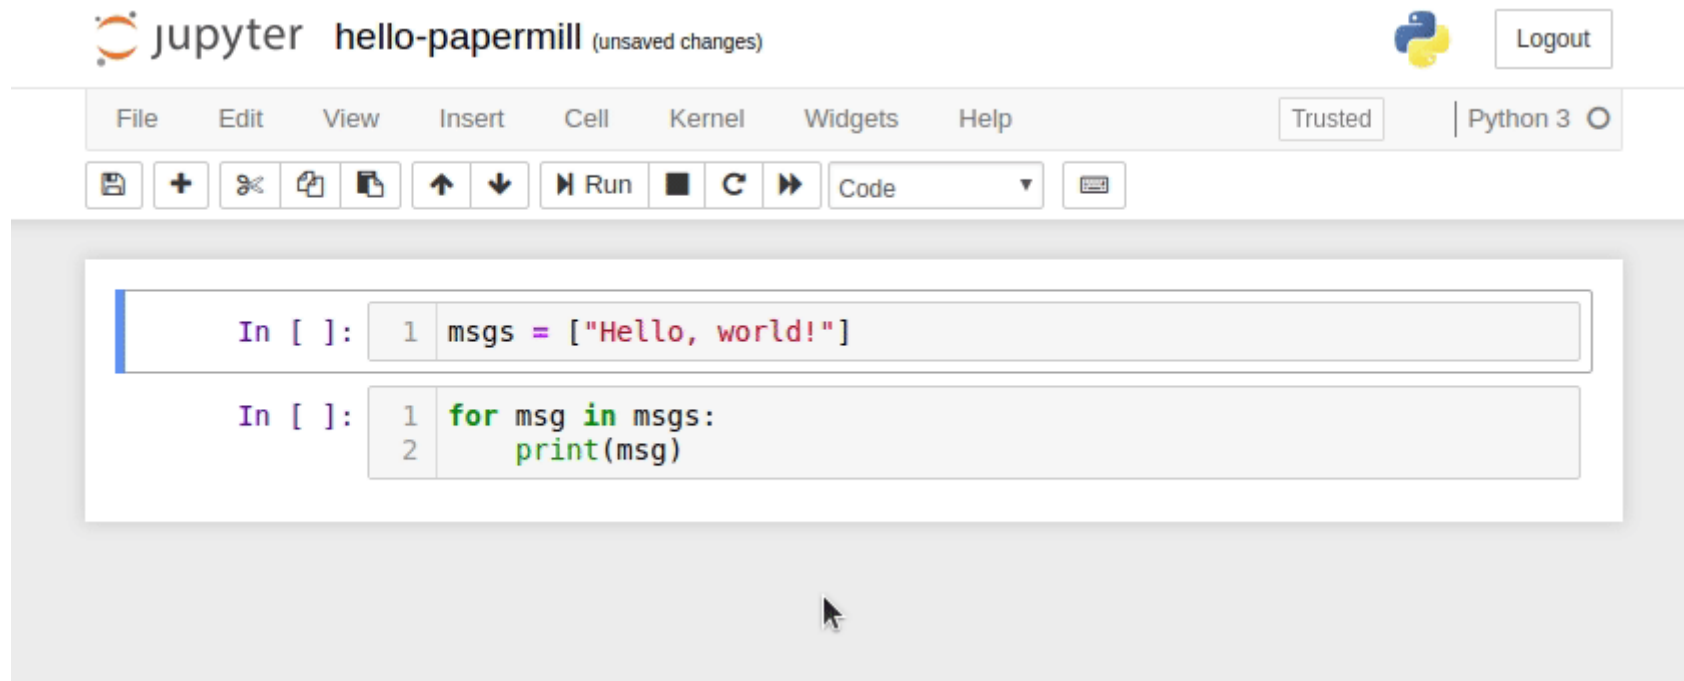 jupyter hello-papermill (unsaved changes) Logout
File Edit View Insert Cell Kernel Widgets Help Trusted Python 3
Run Code
In [ ]: 1 msgs = ["Hello, world!"]
In [ ]: 1 for msg in msgs:
2     print(msg)